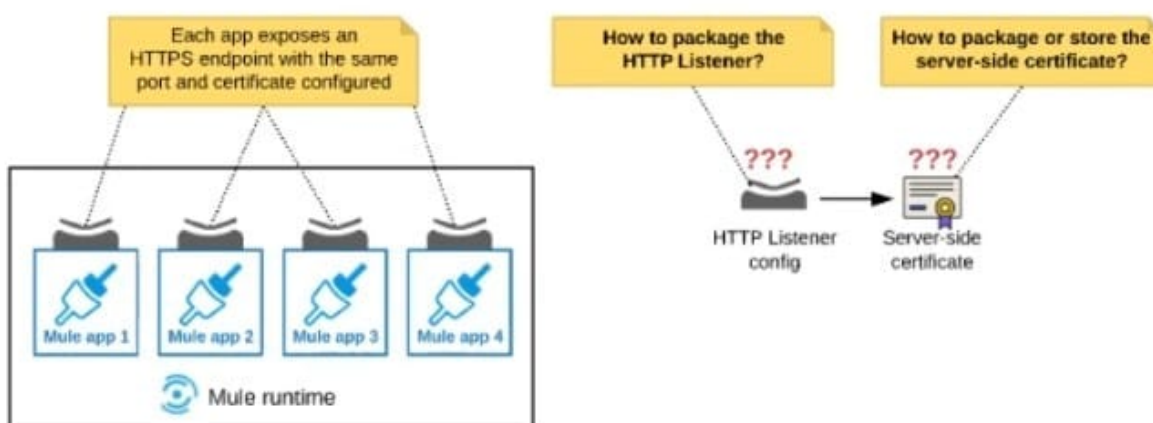 Each app exposes an
HTTPS endpoint with the same
port and certificate configured
How to package the
HTTP Listener?
How to package or store the
server-side certificate?
???
???
HTTP Listener
config
Server-side
certificate
Mule app 1
Mule app 2
Mule app 3
Mule app 4
Mule runtime